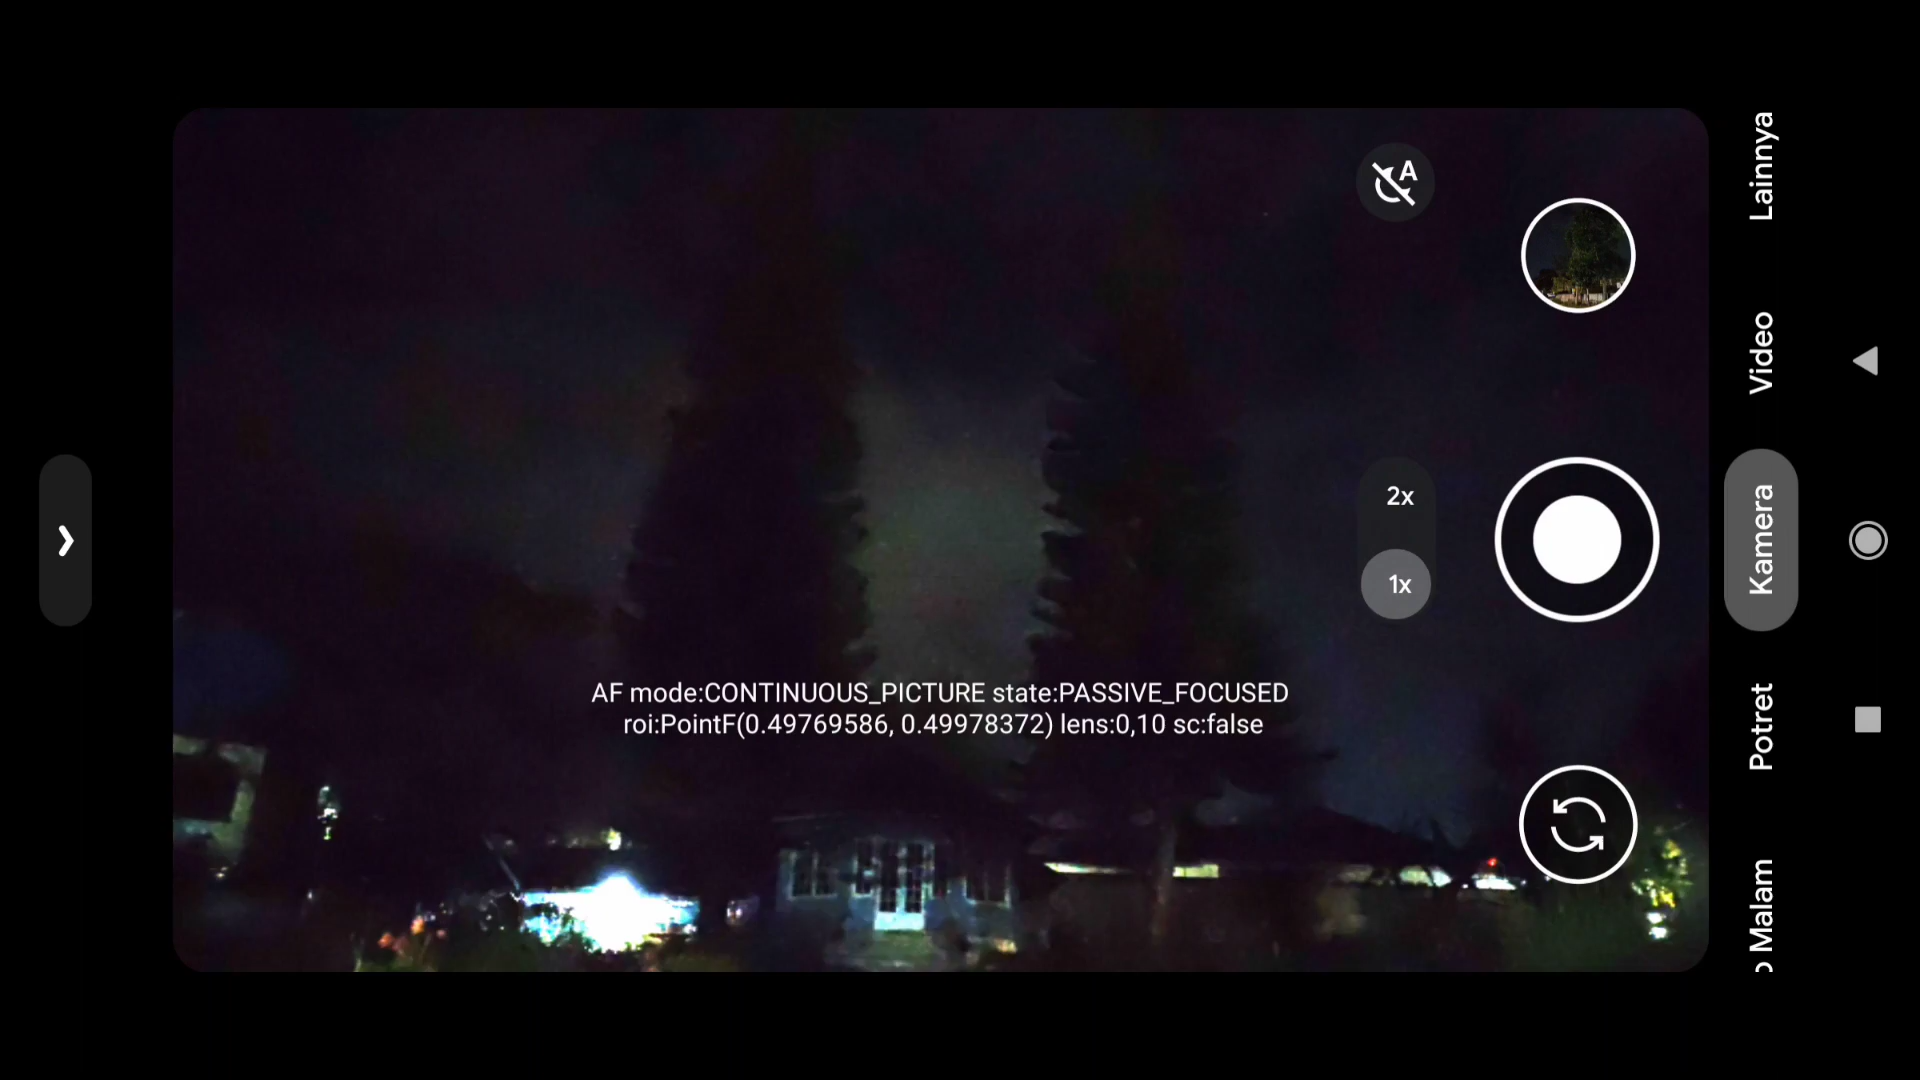 A
2x
1x
AF mode:CONTINUOUS_PICTURE state:PASSIVE_FOCUSED
roi:PointF(0.49769586, 0.49978372) lens:0,10 sc:false
Lainnya
Video
Kamera
Potret
Malam